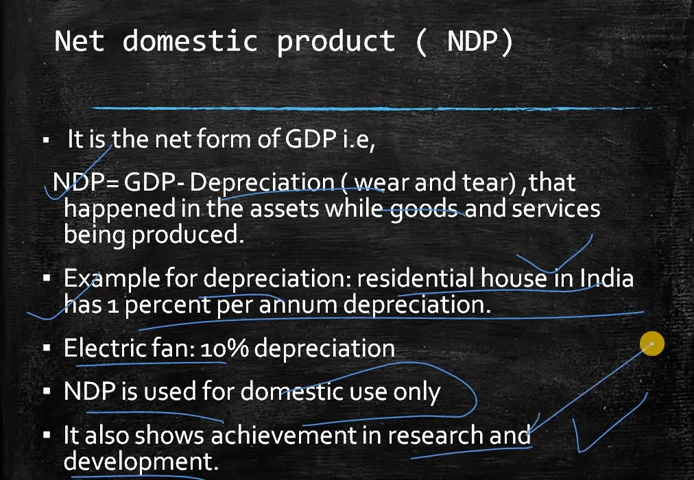 Net domestic product ( NDP)
▪ It is the net form of GDP i.e,
NDP= GDP- Depreciation ( wear and tear) ,that
happened in the assets while goods and services
being produced.
▪ Example for depreciation: residential house in India
has 1 percent per annum depreciation.
▪ Electric fan: 10% depreciation
▪ NDP is used for domestic use only
▪ It also shows achievement in research and
development.